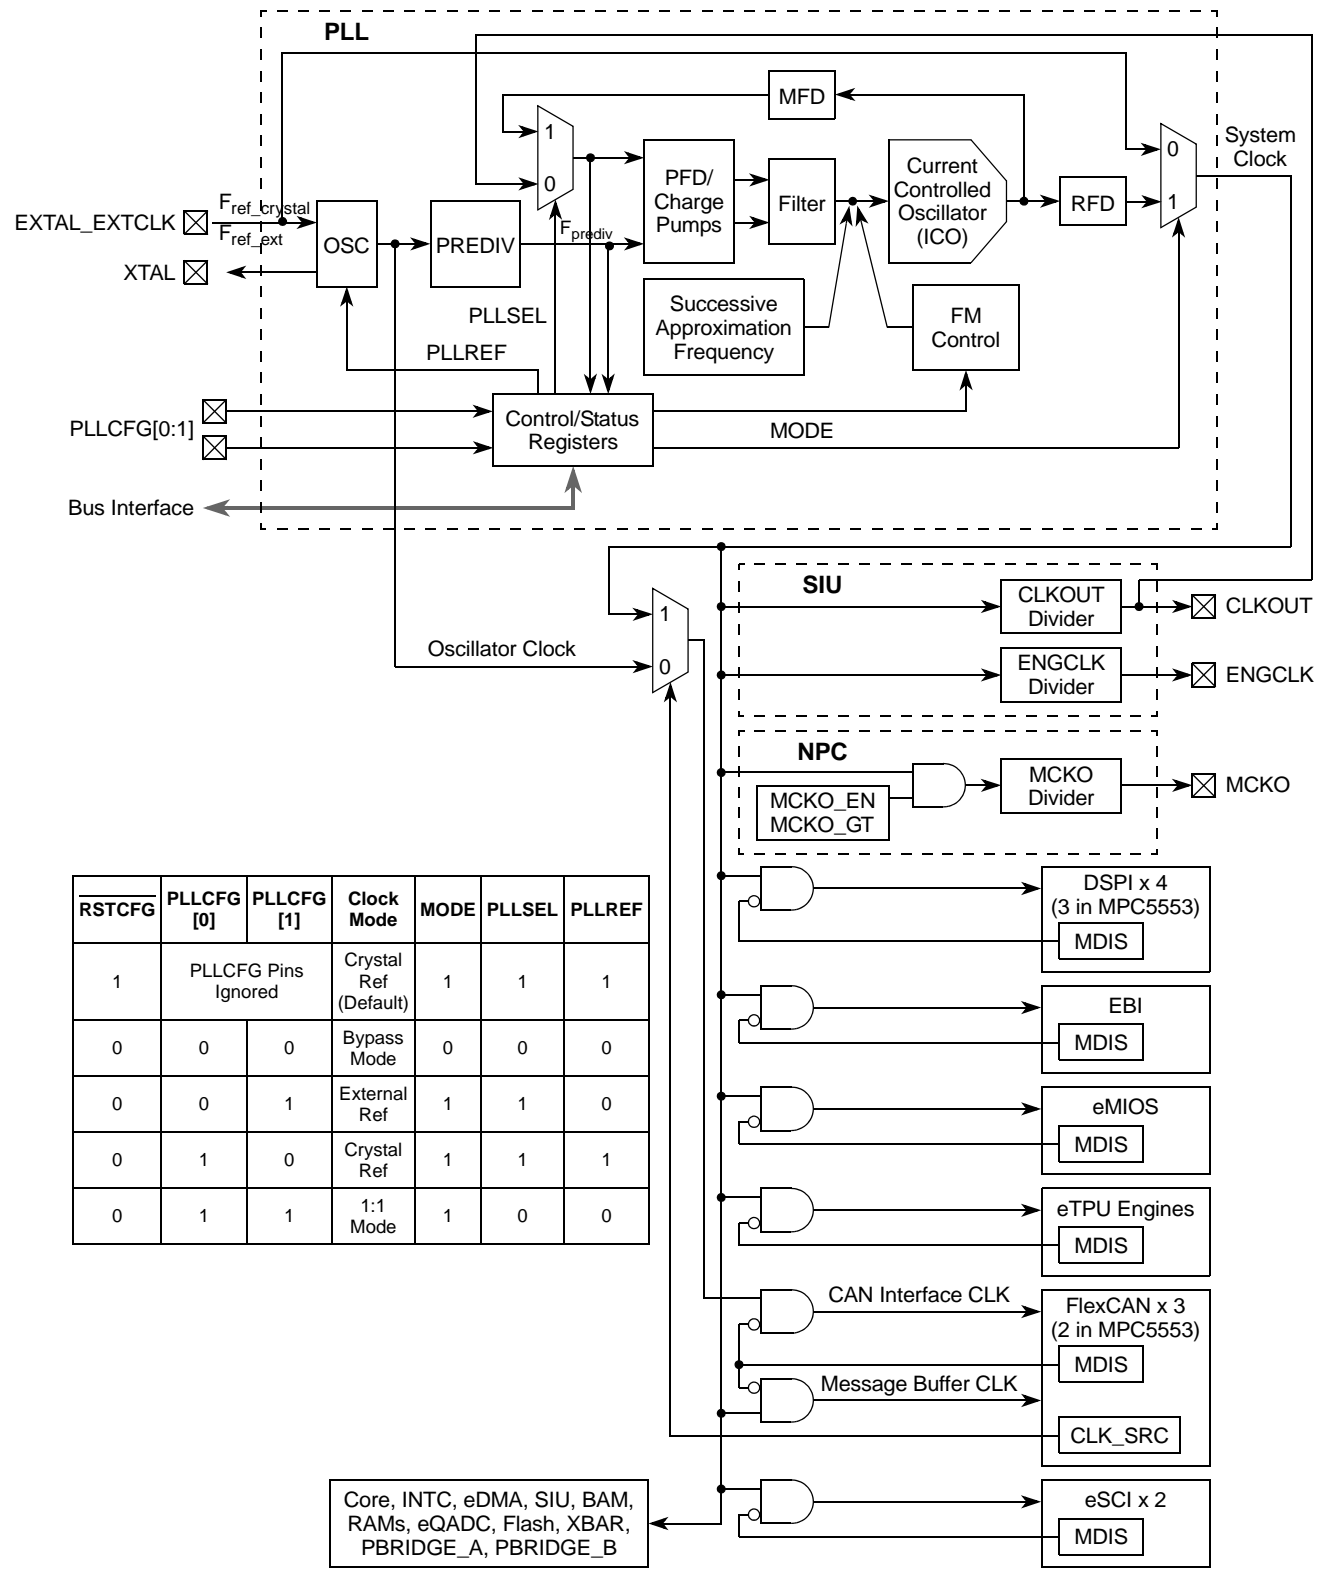 PLL
MFD
1
0
System
Clock
0
1
PFD/
Charge
Pumps
Filter
Current
Controlled
Oscillator
(ICO)
RFD
EXTAL_EXTCLK
Fref_crystal
Fref_ext
OSC
PREDIV
Fprediv
XTAL
PLLSEL
Successive
Approximation
Frequency
FM
Control
PLLREF
PLLCFG[0:1]
Control/Status
Registers
MODE
Bus Interface
SIU
CLKOUT
Divider
CLKOUT
1
0
Oscillator Clock
ENGCLK
Divider
ENGCLK
NPC
MCKO_EN
MCKO_GT
MCKO
Divider
MCKO
RSTCFG PLLCFG [0] PLLCFG [1] Clock Mode MODE PLLSEL PLLREF
1 PLLCFG Pins Ignored Crystal Ref (Default) 1 1 1
0 0 0 Bypass Mode 0 0 0
0 0 1 External Ref 1 1 0
0 1 0 Crystal Ref 1 1 1
0 1 1 1:1 Mode 1 0 0
DSPI x 4
(3 in MPC5553)
MDIS
EBI
MDIS
eMIOS
MDIS
eTPU Engines
MDIS
CAN Interface CLK
FlexCAN x 3
(2 in MPC5553)
MDIS
Message Buffer CLK
CLK_SRC
Core, INTC, eDMA, SIU, BAM,
RAMs, eQADC, Flash, XBAR,
PBRIDGE_A, PBRIDGE_B
eSCI x 2
MDIS